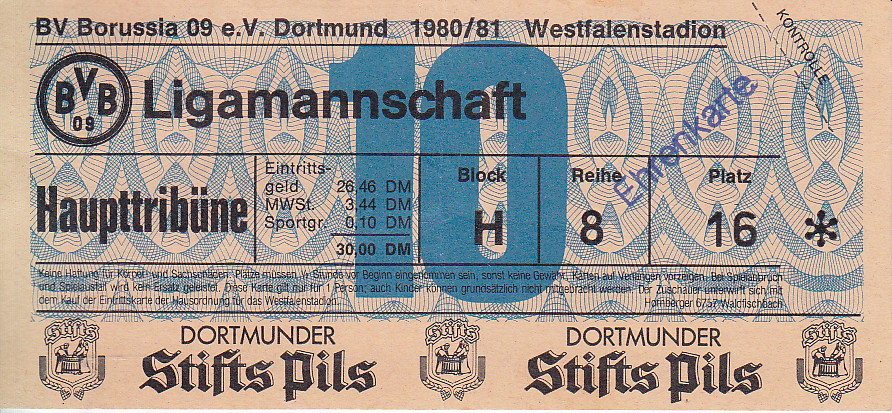 BV Borussia 09 e.V. Dortmund 1980/81 Westfalenstadion
KONTROLLE
BVB 09
Ligamannschaft
10
Ehrenkarte
Haupttribüne
Eintritts-
geld 26,46 DM
MWSt. 3,44 DM
Sportgr. 0,10 DM
30,00 DM
Block
H
Reihe
8
Platz
16 *
Keine Haftung für Körper- und Sachschäden. Plätze müssen ½ Stunde vor Beginn eingenommen sein, sonst keine Gewähr. Karten auf Verlangen vorzeigen. Bei Spielabbruch
und Spielausfall wird kein Ersatz geleistet. Diese Karte gilt nur für 1 Person; auch Kinder können grundsätzlich nicht mitgebracht werden. Der Zuschauer unterwirft sich mit
dem Kauf der Eintrittskarte der Hausordnung für das Westfalenstadion. Hornberger 6757 Waldfischbach
Stifts
DORTMUNDER
Stifts Pils
Stifts
DORTMUNDER
Stifts Pils
Stifts